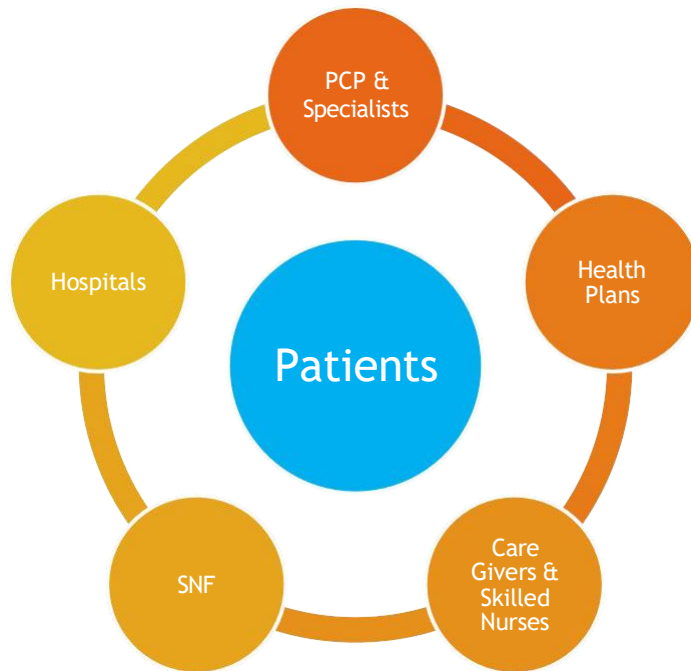 PCP &
Specialists
Health
Plans
Care
Givers &
Skilled
Nurses
SNF
Hospitals
Patients